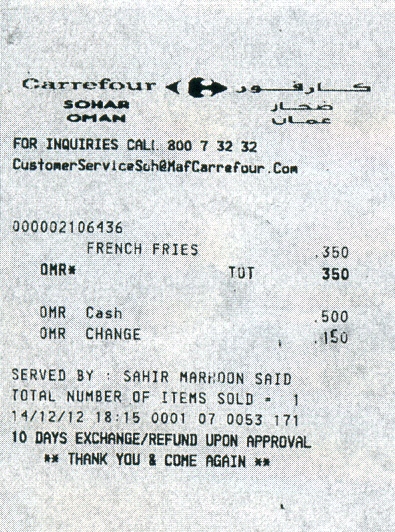 Carrefour كارفور
SOHAR صحار
OMAN عمان
FOR INQUIRIES CALL 800 7 32 32
CustomerServiceSoh@MafCarrefour.Com
000002106436
FRENCH FRIES .350
OMR* TOT 350
OMR Cash .500
OMR CHANGE .150
SERVED BY : SAHIR MARHOON SAID
TOTAL NUMBER OF ITEMS SOLD = 1
14/12/12 18:15 0001 07 0053 171
10 DAYS EXCHANGE/REFUND UPON APPROVAL
** THANK YOU & COME AGAIN **